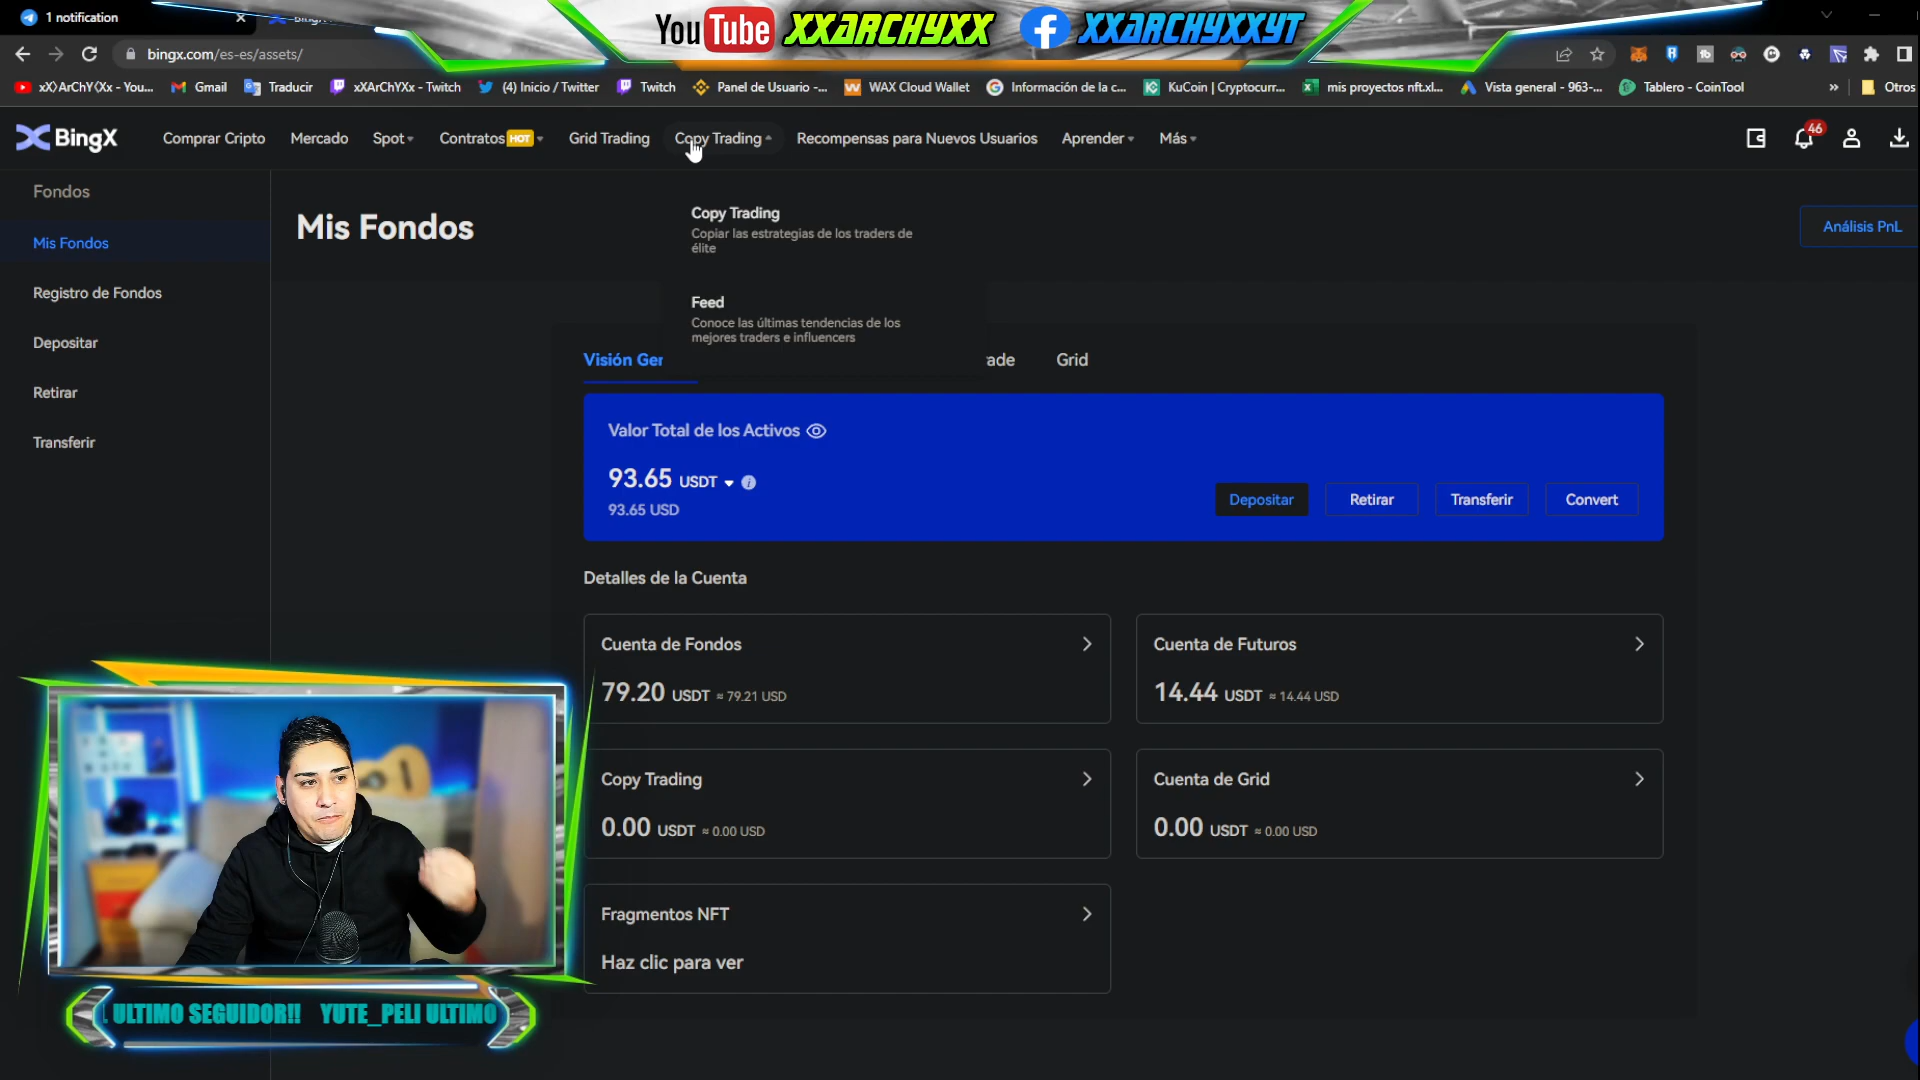 1 notification
YouTube XXARCHYXX
XXARCHYXXYT
bingx.com/es-es/assets/
xX)ArChY(Xx - You...
Gmail
Traducir
xXArChYXx - Twitch
(4) Inicio / Twitter
Twitch
Panel de Usuario -...
WAX Cloud Wallet
Información de la c...
KuCoin | Cryptocurr...
mis proyectos nft.xl...
Vista general - 963-...
Tablero - CoinTool
»
Otros
BingX
Comprar Cripto
Mercado
Spot
Contratos HOT
Grid Trading
Copy Trading
Recompensas para Nuevos Usuarios
Aprender
Más
46
Fondos
Mis Fondos
Registro de Fondos
Depositar
Retirar
Transferir
Mis Fondos
Análisis PnL
Copy Trading
Copiar las estrategias de los traders de
élite
Feed
Conoce las últimas tendencias de los
mejores traders e influencers
Visión Ger
ade
Grid
Valor Total de los Activos
93.65 USDT
93.65 USD
Depositar
Retirar
Transferir
Convert
Detalles de la Cuenta
Cuenta de Fondos
79.20 USDT ≈ 79.21 USD
Cuenta de Futuros
14.44 USDT ≈ 14.44 USD
Copy Trading
0.00 USDT ≈ 0.00 USD
Cuenta de Grid
0.00 USDT ≈ 0.00 USD
Fragmentos NFT
Haz clic para ver
ULTIMO SEGUIDOR!! YUTE_PELI ULTIMO